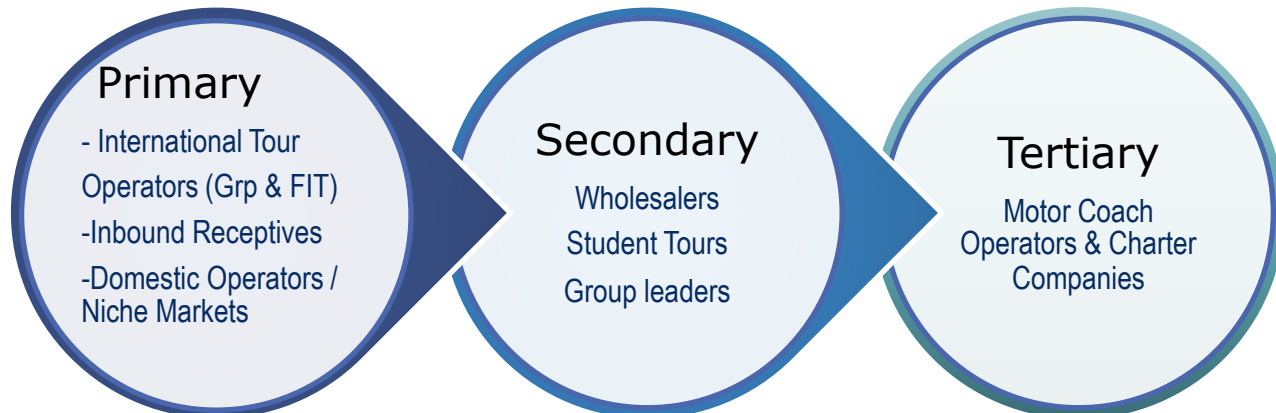 Primary
- International Tour
Operators (Grp & FIT)
-Inbound Receptives
-Domestic Operators /
Niche Markets
Secondary
Wholesalers
Student Tours
Group leaders
Tertiary
Motor Coach
Operators & Charter
Companies